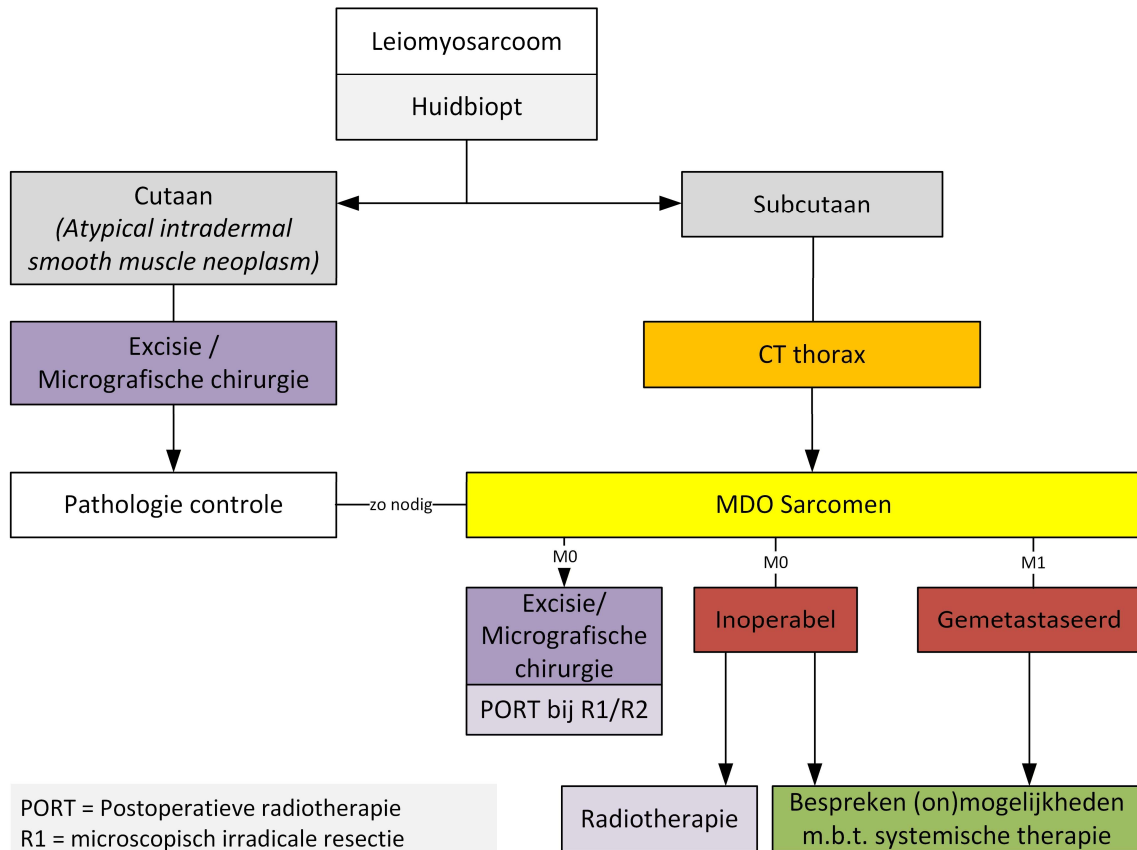 Leiomyosarcoom
Huidbiopt
Cutaan
(Atypical intradermal
smooth muscle neoplasm)
Subcutaan
Excisie /
Micrografische chirurgie
CT thorax
Pathologie controle
zo nodig
MDO Sarcomen
M0
M0
M1
Excisie/
Micrografische
chirurgie
PORT bij R1/R2
Inoperabel
Gemetastaseerd
Radiotherapie
Bespreken (on)mogelijkheden
m.b.t. systemische therapie
PORT = Postoperatieve radiotherapie
R1 = microscopisch irradicale resectie